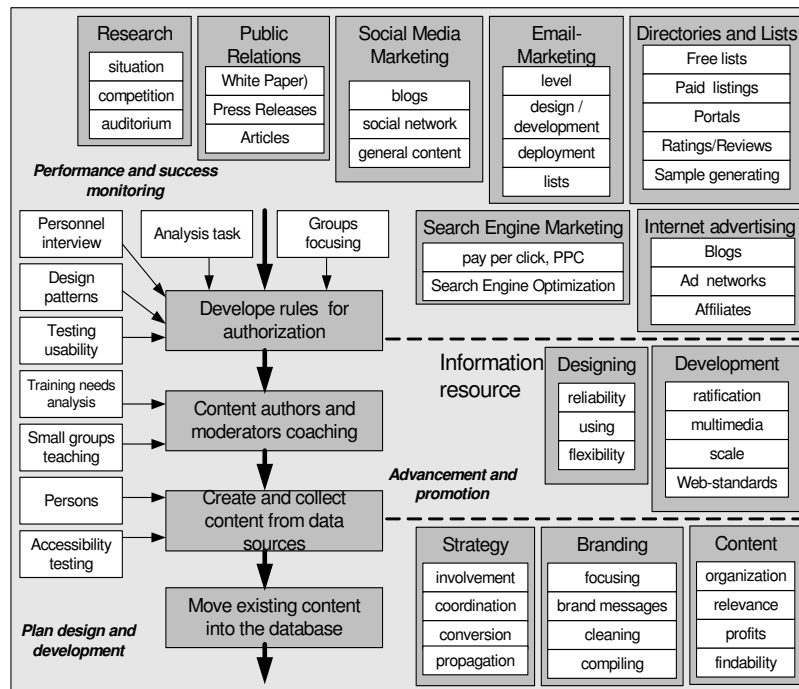 Research
situation
competition
auditorium
Public
Relations
White Paper)
Press Releases
Articles
Social Media
Marketing
blogs
social network
general content
Email-
Marketing
level
design /
development
deployment
lists
Directories and Lists
Free lists
Paid listings
Portals
Ratings/Reviews
Sample generating
Performance and success
monitoring
Personnel
interview
Analysis task
Groups
focusing
Search Engine Marketing
pay per click, PPC
Search Engine Optimization
Internet advertising
Blogs
Ad networks
Affiliates
Design
patterns
Testing
usability
Develope rules for
authorization
Information
resource
Designing
reliability
using
flexibility
Development
ratification
multimedia
scale
Web-standards
Training needs
analysis
Small groups
teaching
Content authors and
moderators coaching
Advancement and
promotion
Persons
Accessibility
testing
Create and collect
content from data
sources
Strategy
involvement
coordination
conversion
propagation
Branding
focusing
brand messages
cleaning
compiling
Content
organization
relevance
profits
findability
Move existing content
into the database
Plan design and
development